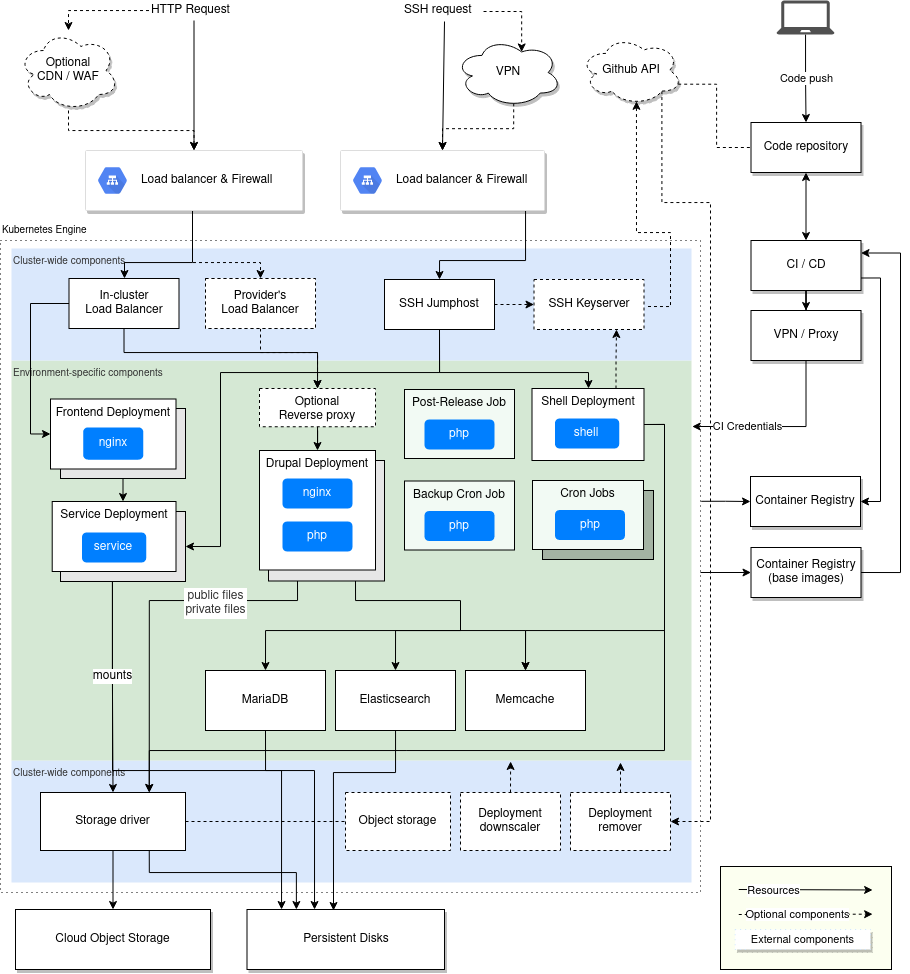 HTTP Request
SSH request
Optional
CDN / WAF
VPN
Github API
Code push
Code repository
Load balancer & Firewall
Load balancer & Firewall
Kubernetes Engine
Cluster-wide components
In-cluster
Load Balancer
Provider's
Load Balancer
SSH Jumphost
SSH Keyserver
CI / CD
VPN / Proxy
Environment-specific components
Frontend Deployment
nginx
Optional
Reverse proxy
Post-Release Job
php
Shell Deployment
shell
CI Credentials
Drupal Deployment
nginx
php
Service Deployment
service
Backup Cron Job
php
Cron Jobs
php
Container Registry
Container Registry
(base images)
public files
private files
mounts
MariaDB
Elasticsearch
Memcache
Cluster-wide components
Storage driver
Object storage
Deployment
downscaler
Deployment
remover
Cloud Object Storage
Persistent Disks
Resources
Optional components
External components